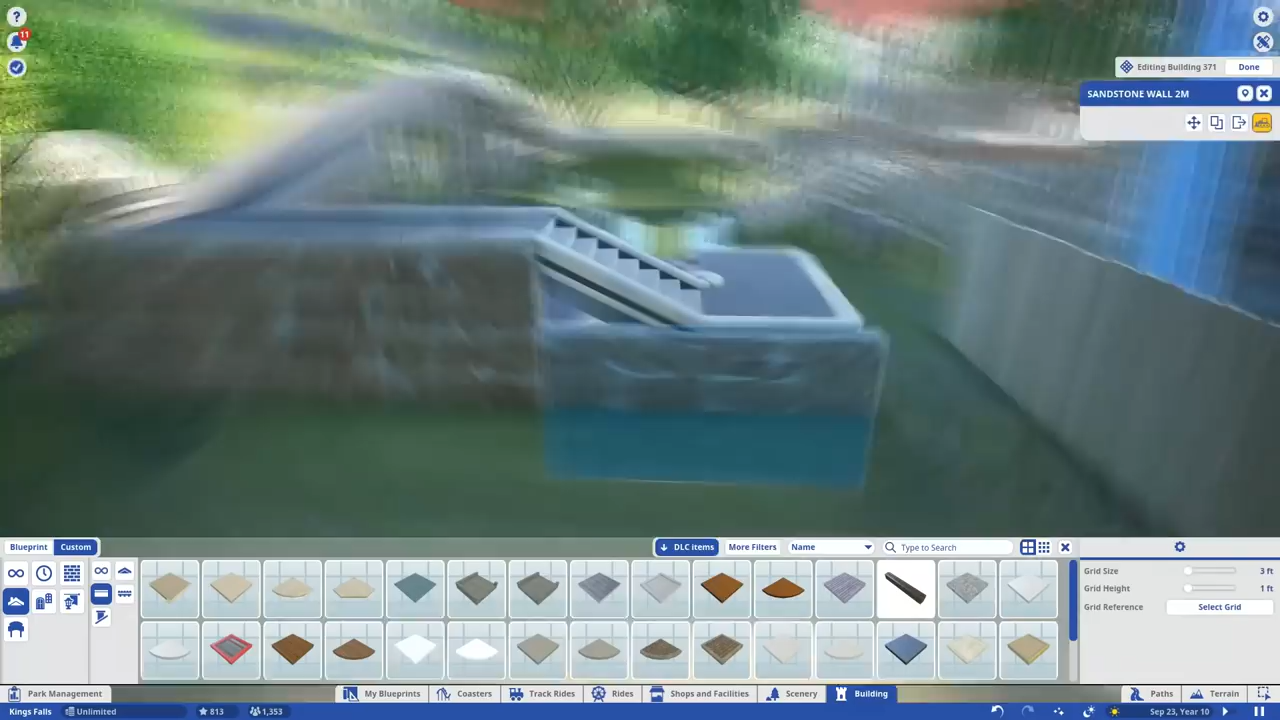 ?
11
Editing Building 371
Done
SANDSTONE WALL 2M
Blueprint
Custom
DLC items
More Filters
Name
Type to Search
Grid Size
3 ft
Grid Height
1 ft
Grid Reference
Select Grid
Park Management
My Blueprints
Coasters
Track Rides
Rides
Shops and Facilities
Scenery
Building
Paths
Terrain
Kings Falls
Unlimited
813
1,353
Sep 23, Year 10